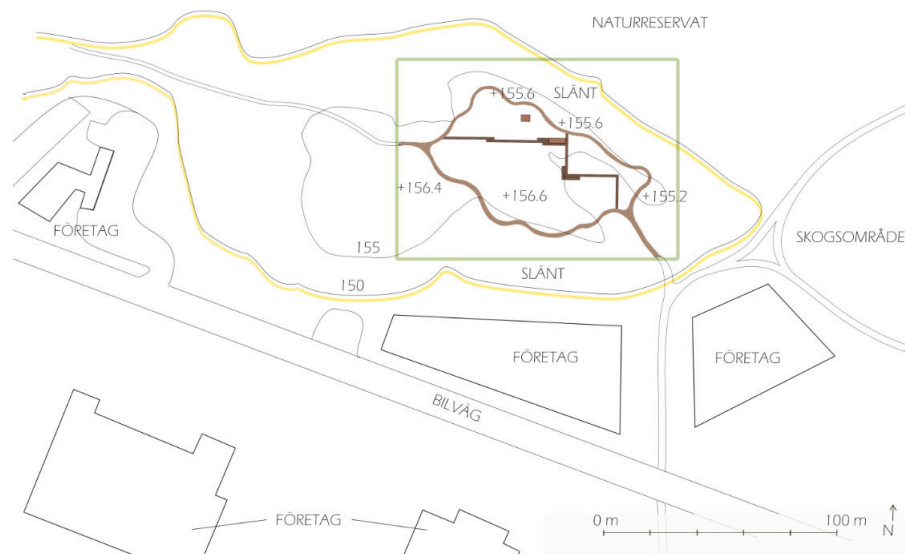 NATURRESERVAT
+155.6
SLÄNT
+155.6
+156.4
+156.6
+155.2
FÖRETAG
SKOGSOMRÅDE
155
SLÄNT
150
FÖRETAG
FÖRETAG
BILVÄG
FÖRETAG
0 m
100 m
N